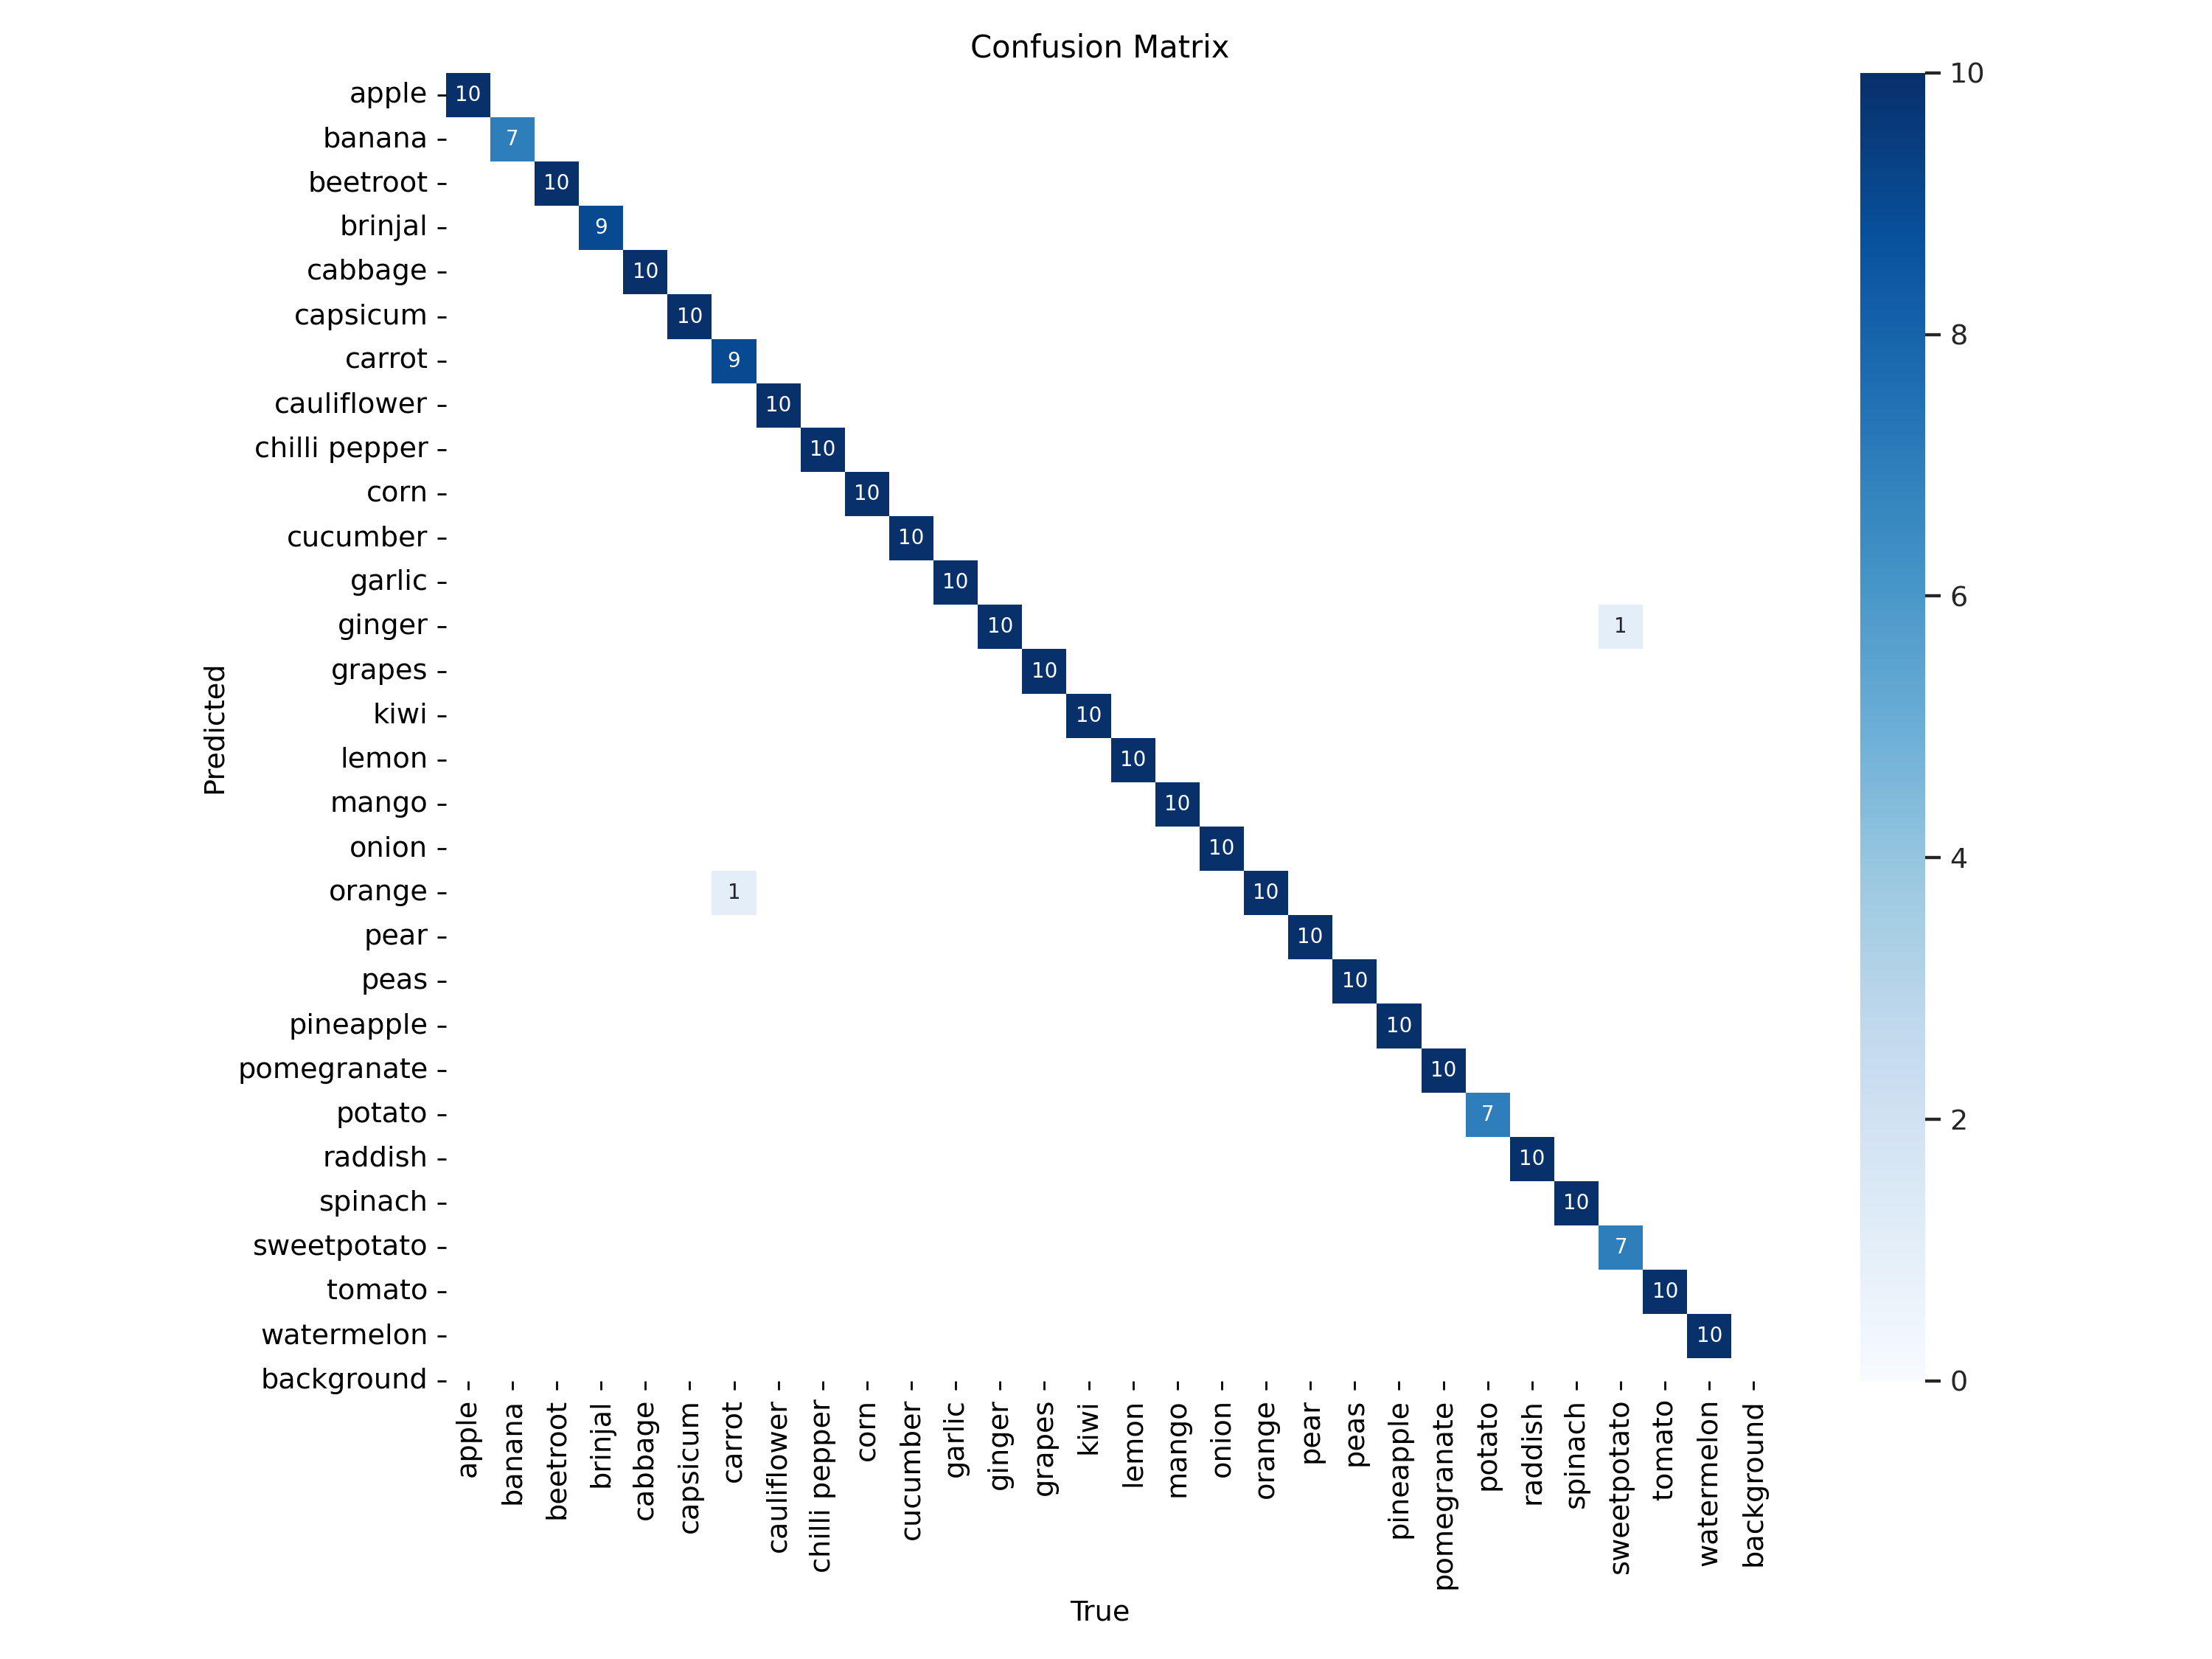 Confusion Matrix
apple 10 10
banana 7
beetroot 10
brinjal 9
cabbage 10
capsicum 10 8
carrot 9
cauliflower 10
chilli pepper 10
corn 10
cucumber 10
garlic 10 6
ginger 10 1
grapes 10
kiwi 10
lemon 10
mango 10
onion 10 4
orange 1 10
pear 10
peas 10
pineapple 10
pomegranate 10
potato 7 2
raddish 10
spinach 10
sweetpotato 7
tomato 10
watermelon 10
background 0
Predicted
apple banana beetroot brinjal cabbage capsicum carrot cauliflower chilli pepper corn cucumber garlic ginger grapes kiwi lemon mango onion orange pear peas pineapple pomegranate potato raddish spinach sweetpotato tomato watermelon background
True